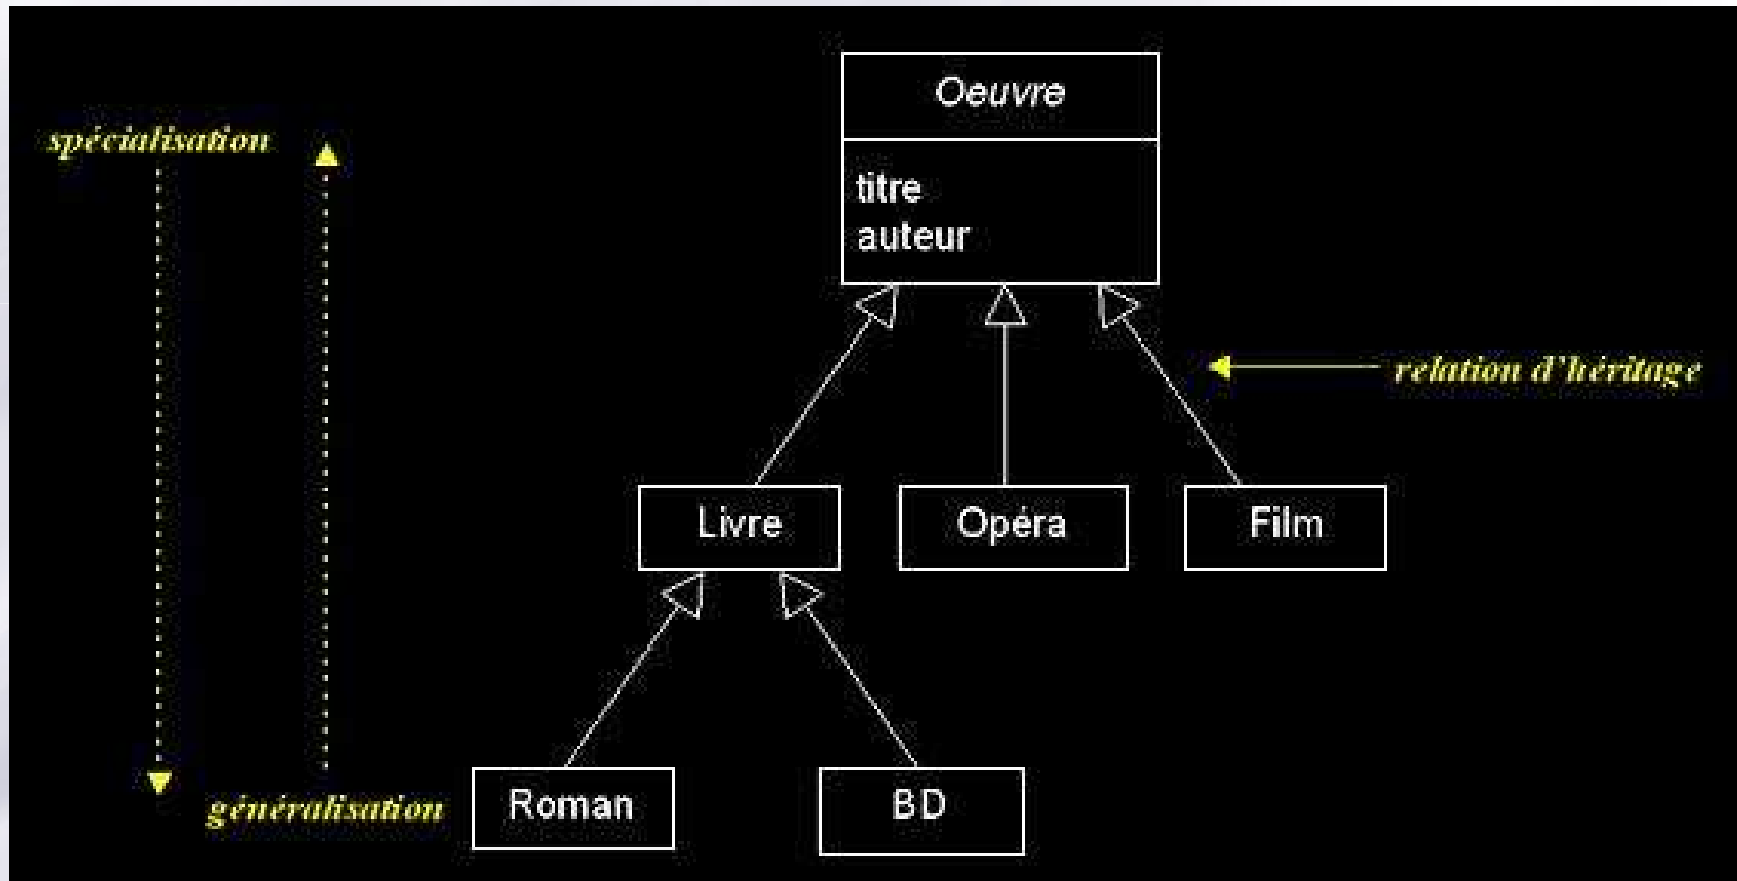 Oeuvre
spécialisation
titre
auteur
relation d'héritage
Livre
Opéra
Film
Roman
BD
généralisation